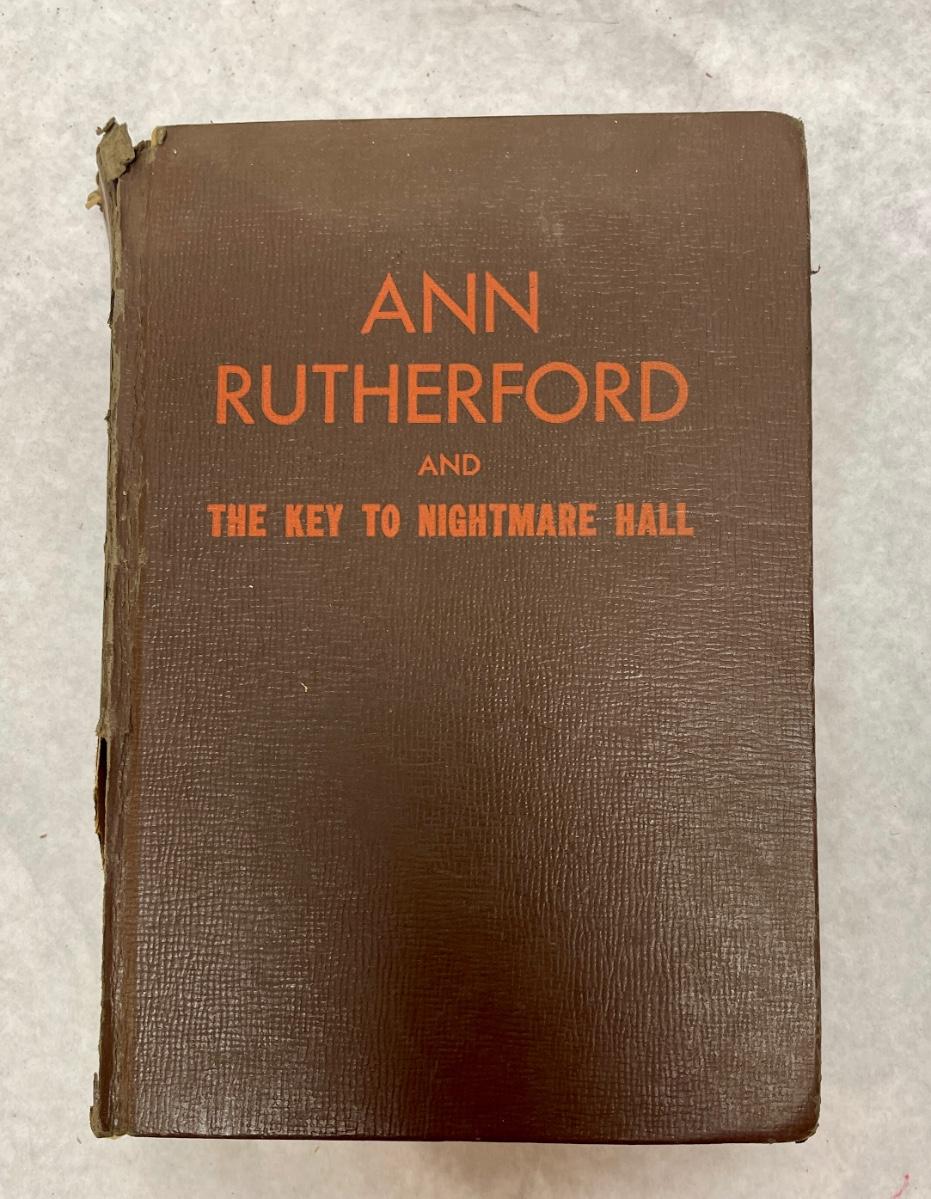 ANN
RUTHERFORD
AND
THE KEY TO NIGHTMARE HALL